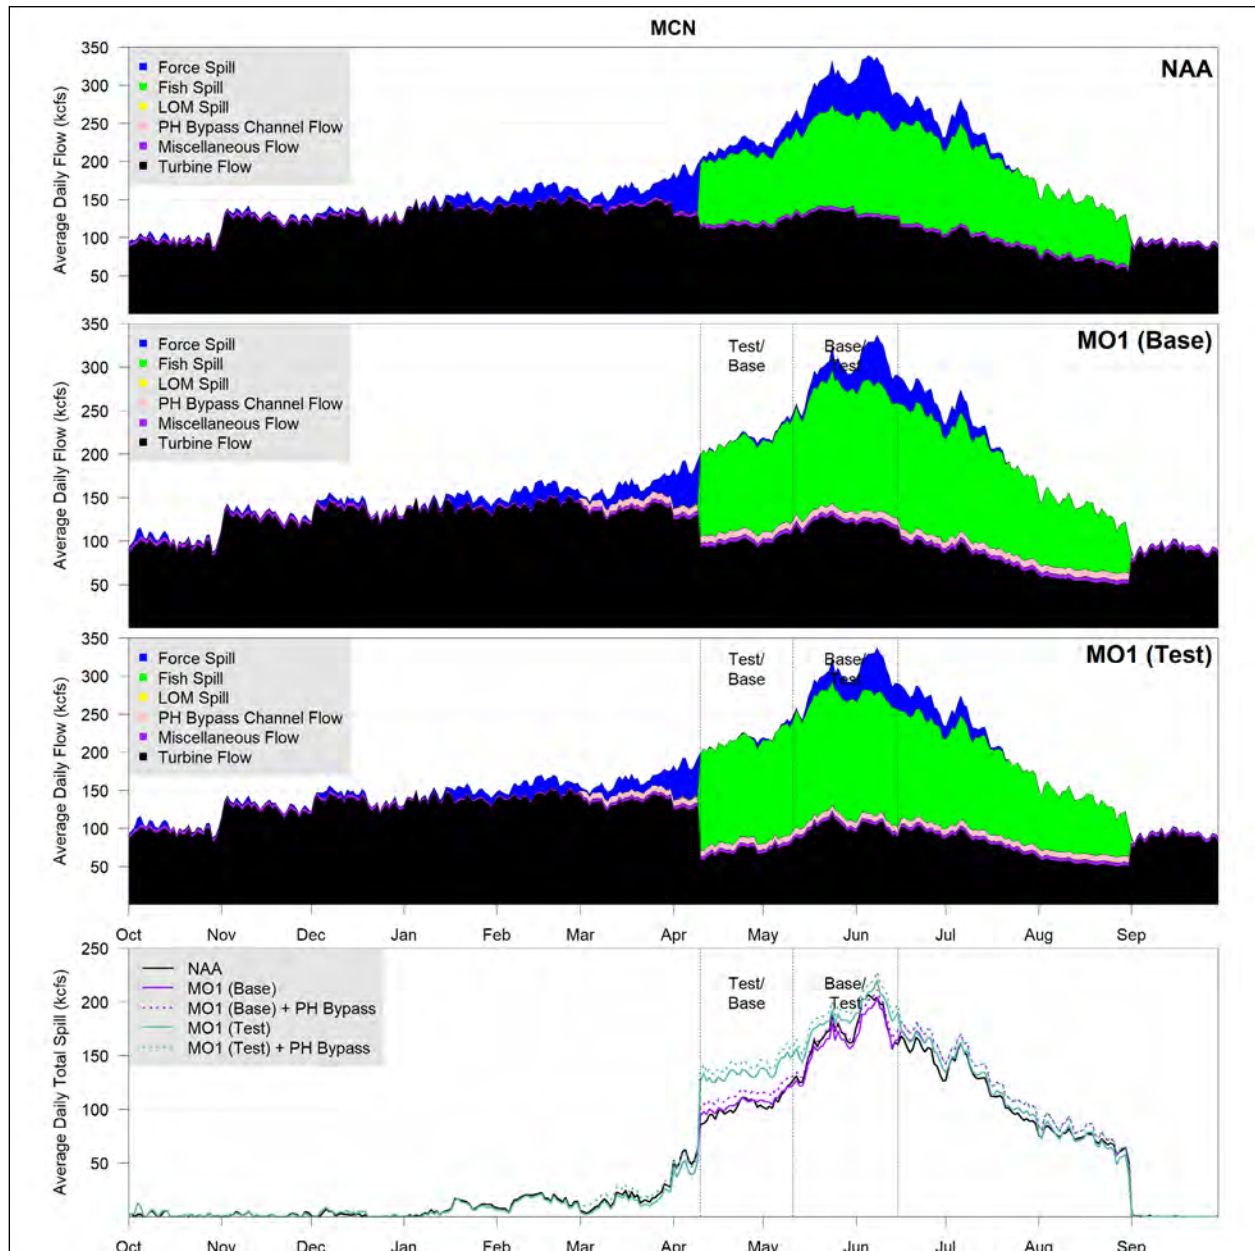 MCN
NAA
Average Daily Flow (kcfs)
350
300
250
200
150
100
50
Force Spill
Fish Spill
LOM Spill
PH Bypass Channel Flow
Miscellaneous Flow
Turbine Flow
MO1 (Base)
Average Daily Flow (kcfs)
350
300
250
200
150
100
50
Force Spill
Fish Spill
LOM Spill
PH Bypass Channel Flow
Miscellaneous Flow
Turbine Flow
Test/
Base
Base/
Test
MO1 (Test)
Average Daily Flow (kcfs)
350
300
250
200
150
100
50
Force Spill
Fish Spill
LOM Spill
PH Bypass Channel Flow
Miscellaneous Flow
Turbine Flow
Test/
Base
Base/
Test
Oct Nov Dec Jan Feb Mar Apr May Jun Jul Aug Sep
Average Daily Total Spill (kcfs)
250
200
150
100
50
NAA
MO1 (Base)
MO1 (Base) + PH Bypass
MO1 (Test)
MO1 (Test) + PH Bypass
Test/
Base
Base/
Test
Oct Nov Dec Jan Feb Mar Apr May Jun Jul Aug Sep